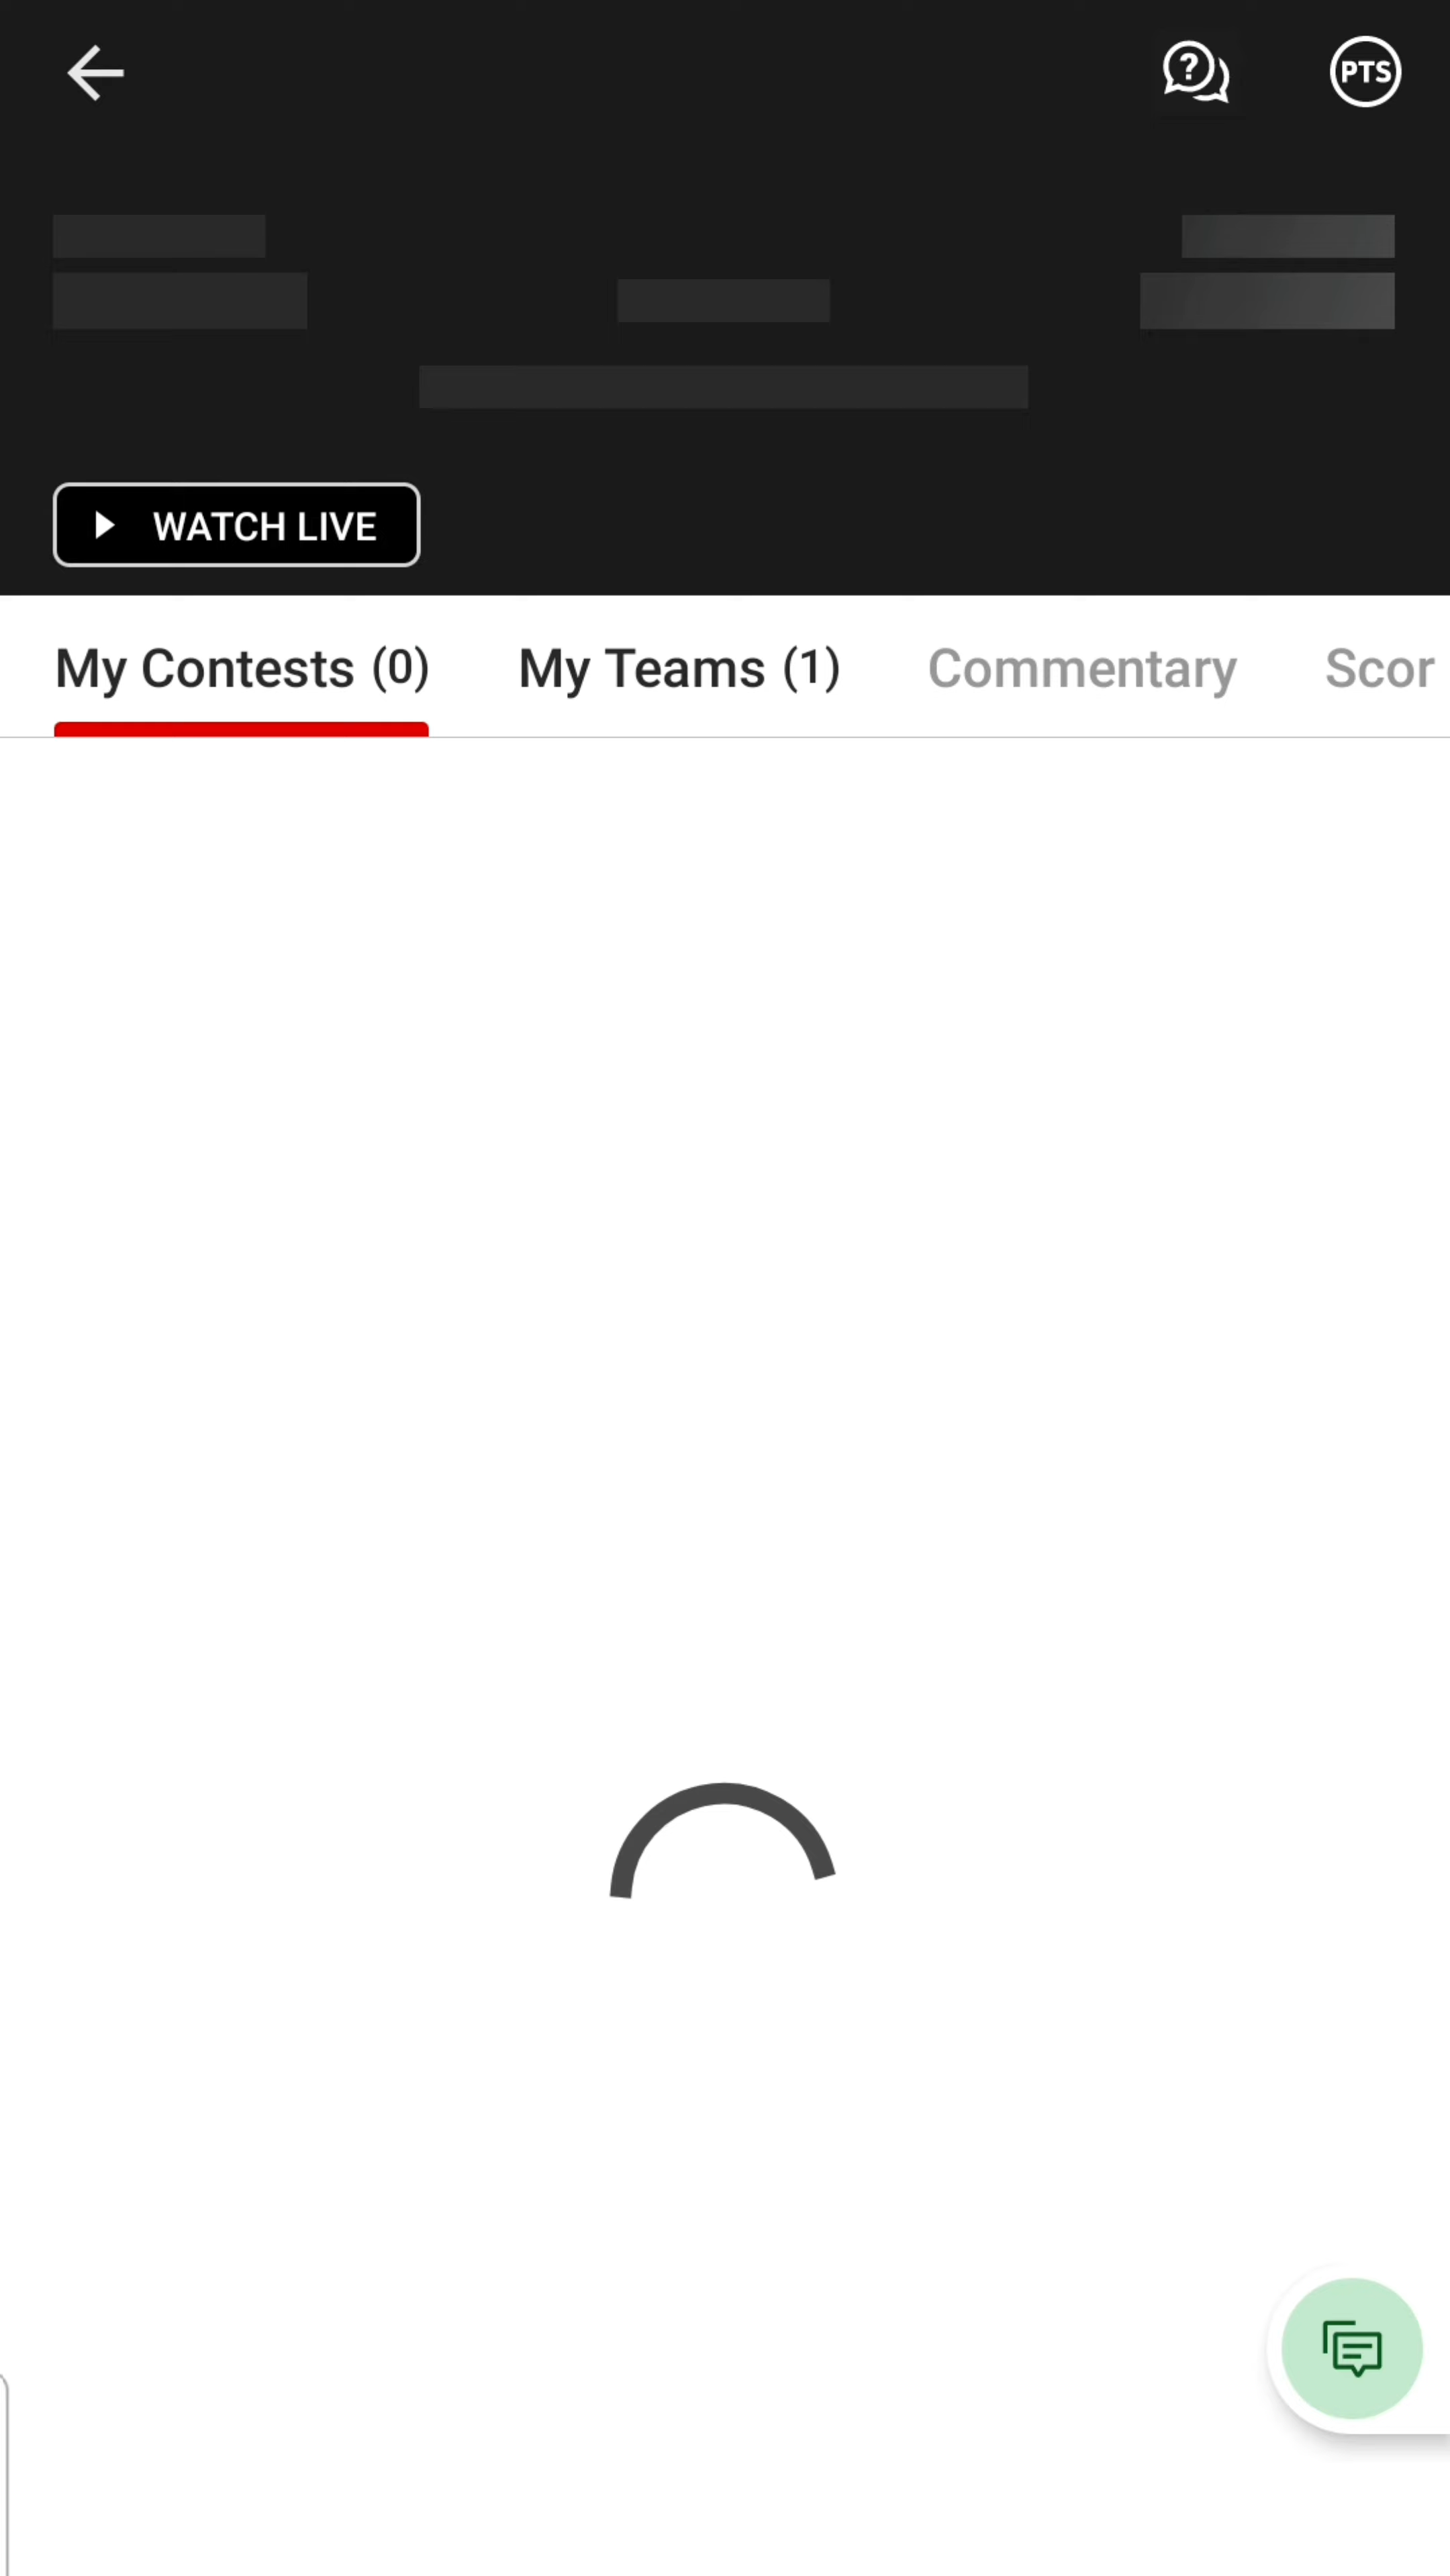 ?
PTS
WATCH LIVE
My Contests (0) My Teams (1) Commentary Scor